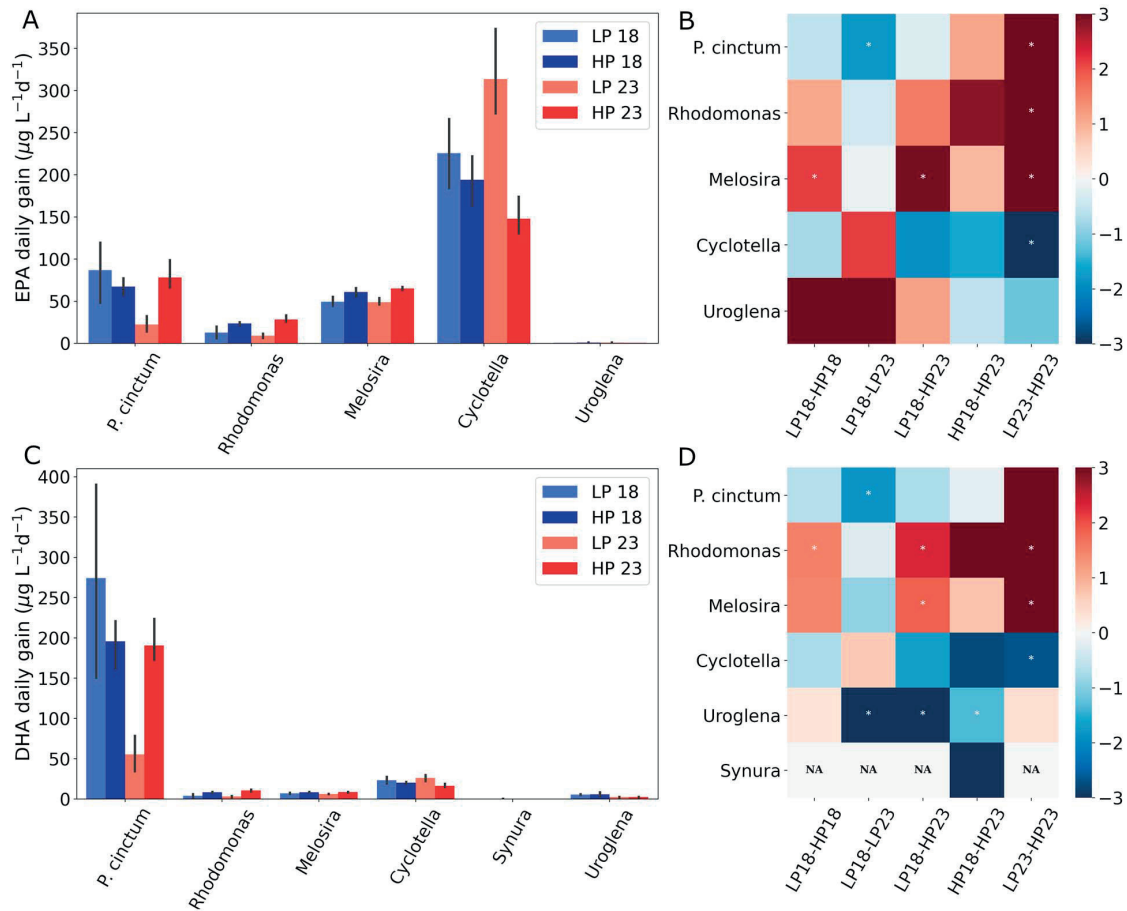 A
EPA daily gain (μg L⁻¹d⁻¹)
350
300
250
200
150
100
50
0
LP 18
HP 18
LP 23
HP 23
P. cinctum
Rhodomonas
Melosira
Cyclotella
Uroglena
B
P. cinctum
Rhodomonas
Melosira
Cyclotella
Uroglena
*
*
*
*
*
*
*
LP18-HP18
LP18-LP23
LP18-HP23
HP18-HP23
LP23-HP23
3
2
1
0
−1
−2
−3
C
DHA daily gain (μg L⁻¹d⁻¹)
400
350
300
250
200
150
100
50
0
LP 18
HP 18
LP 23
HP 23
P. cinctum
Rhodomonas
Melosira
Cyclotella
Synura
Uroglena
D
P. cinctum
Rhodomonas
Melosira
Cyclotella
Uroglena
Synura
*
* * *
* *
*
* * *
NA NA NA NA
LP18-HP18
LP18-LP23
LP18-HP23
HP18-HP23
LP23-HP23
3
2
1
0
−1
−2
−3